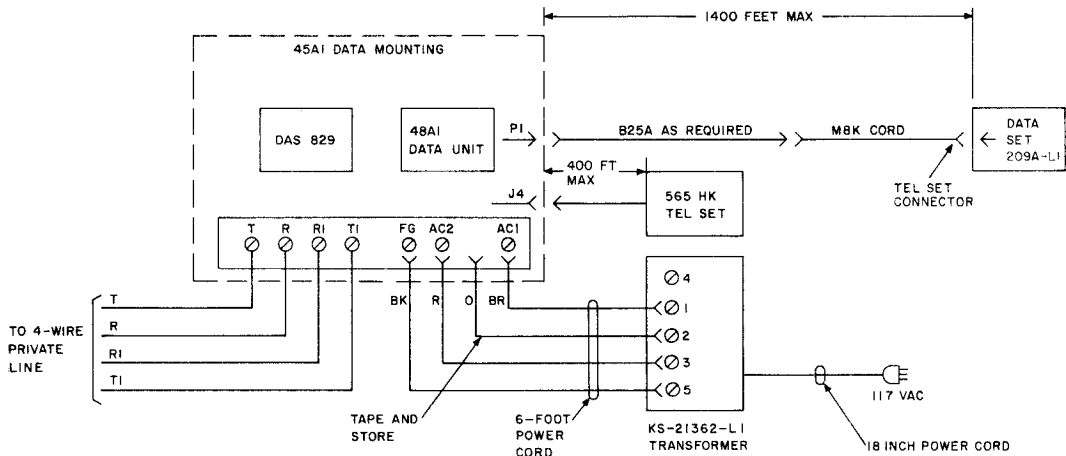 1400 FEET MAX
45A1 DATA MOUNTING
DAS 829
48A1
DATA UNIT
P1
B25A AS REQUIRED
M8K CORD
DATA
SET
209A-L1
TEL SET
CONNECTOR
400 FT
MAX
J4
565 HK
TEL SET
T R R1 T1 FG AC2 AC1
BK R O BR
4
1
2
3
5
TO 4-WIRE
PRIVATE
LINE
T
R
R1
T1
TAPE AND
STORE
6-FOOT
POWER
CORD
KS-21362-L1
TRANSFORMER
117 VAC
18 INCH POWER CORD